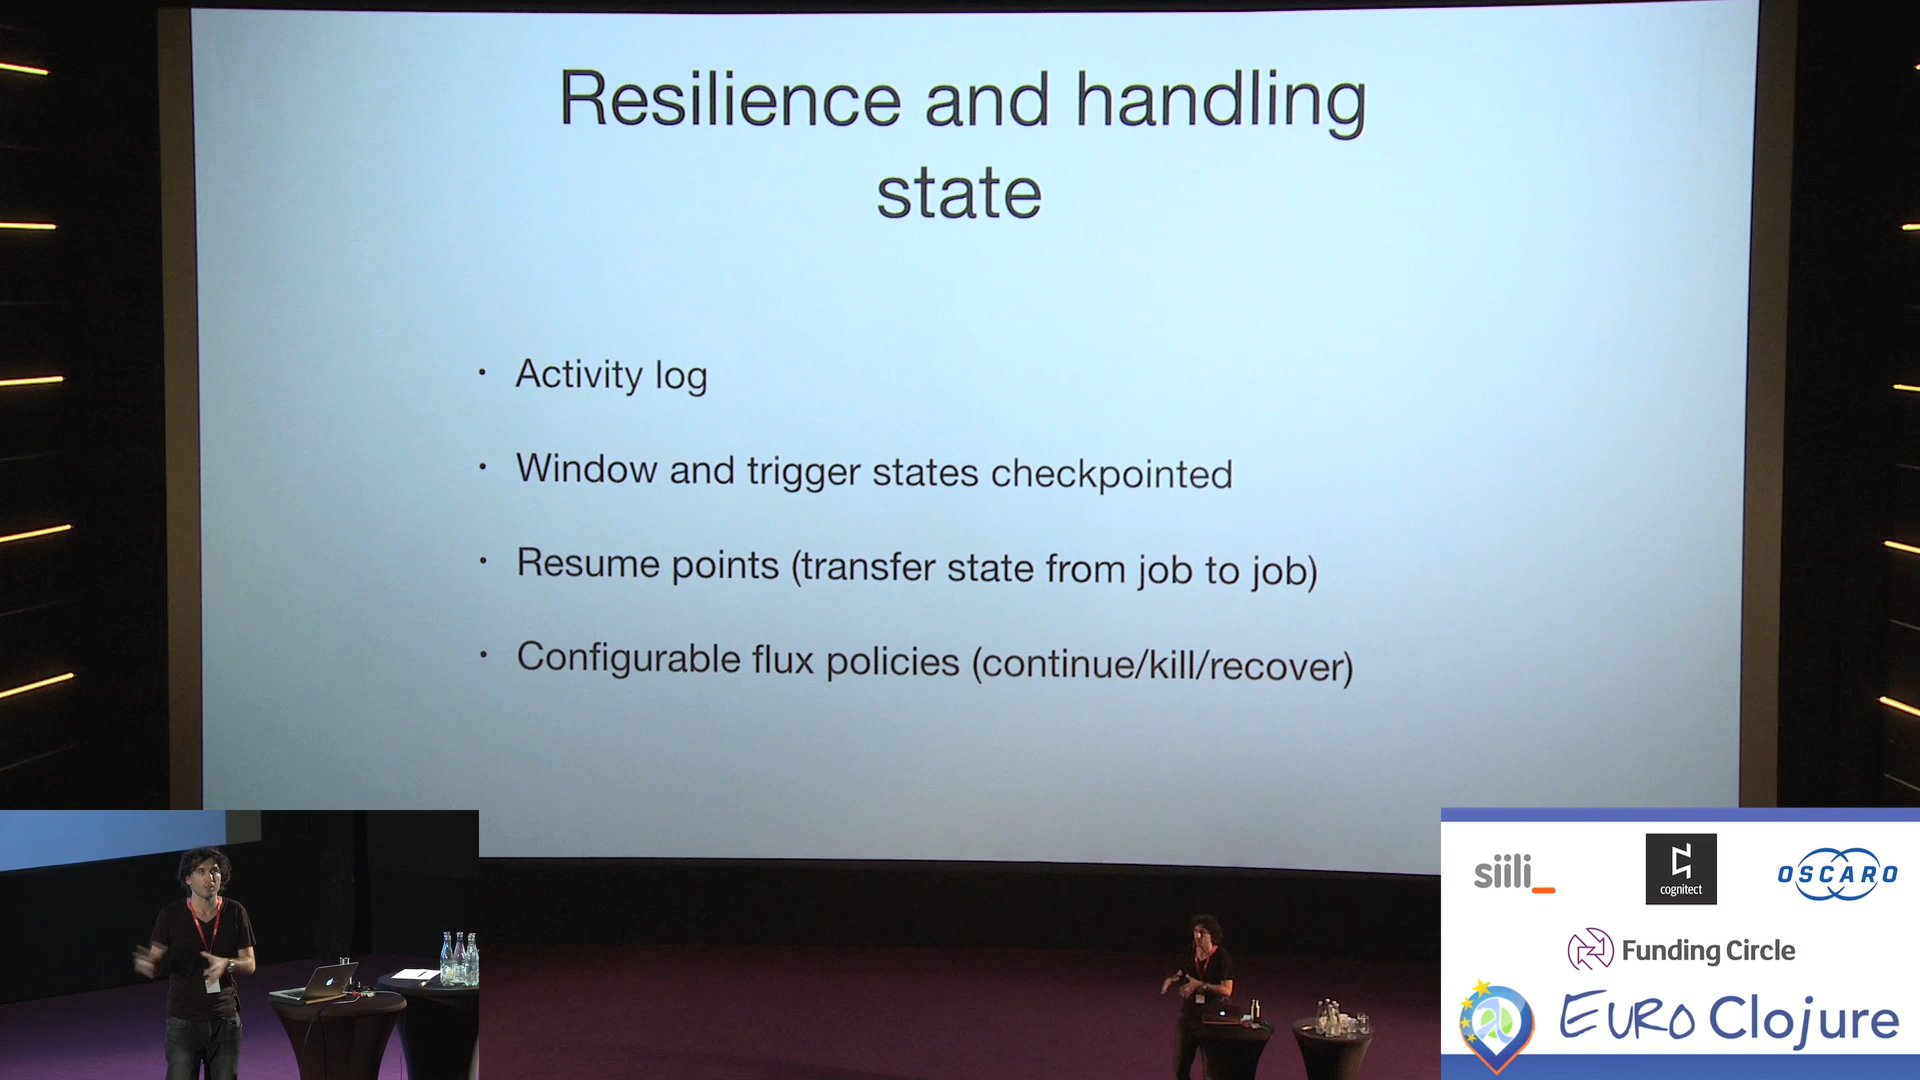 Resilience and handling
state
• Activity log
• Window and trigger states checkpointed
• Resume points (transfer state from job to job)
• Configurable flux policies (continue/kill/recover)
siili_
cognitect
OSCARO
Funding Circle
EURO Clojure